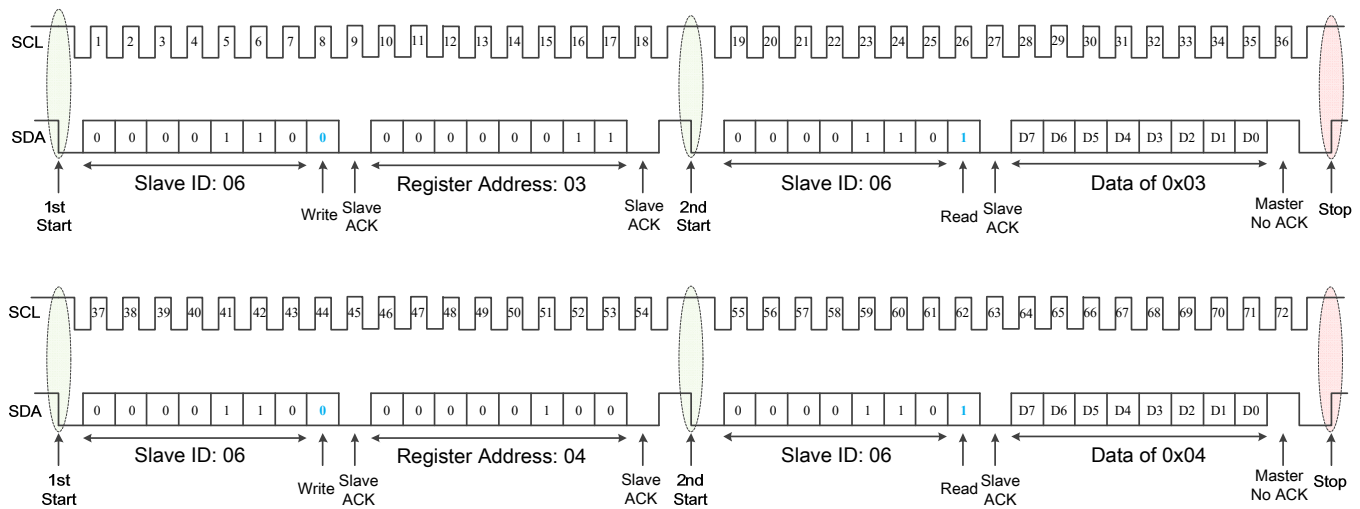 SCL 1 2 3 4 5 6 7 8 9 10 11 12 13 14 15 16 17 18 19 20 21 22 23 24 25 26 27 28 29 30 31 32 33 34 35 36
SDA 0 0 0 0 1 1 0 0 0 0 0 0 0 0 1 1 0 0 0 0 1 1 0 1 D7 D6 D5 D4 D3 D2 D1 D0
Slave ID: 06 Register Address: 03 Slave ID: 06 Data of 0x03
1st Start Write Slave ACK Slave ACK 2nd Start Read Slave ACK Master No ACK Stop
SCL 37 38 39 40 41 42 43 44 45 46 47 48 49 50 51 52 53 54 55 56 57 58 59 60 61 62 63 64 65 66 67 68 69 70 71 72
SDA 0 0 0 0 1 1 0 0 0 0 0 0 0 1 0 0 0 0 0 0 1 1 0 1 D7 D6 D5 D4 D3 D2 D1 D0
Slave ID: 06 Register Address: 04 Slave ID: 06 Data of 0x04
1st Start Write Slave ACK Slave ACK 2nd Start Read Slave ACK Master No ACK Stop